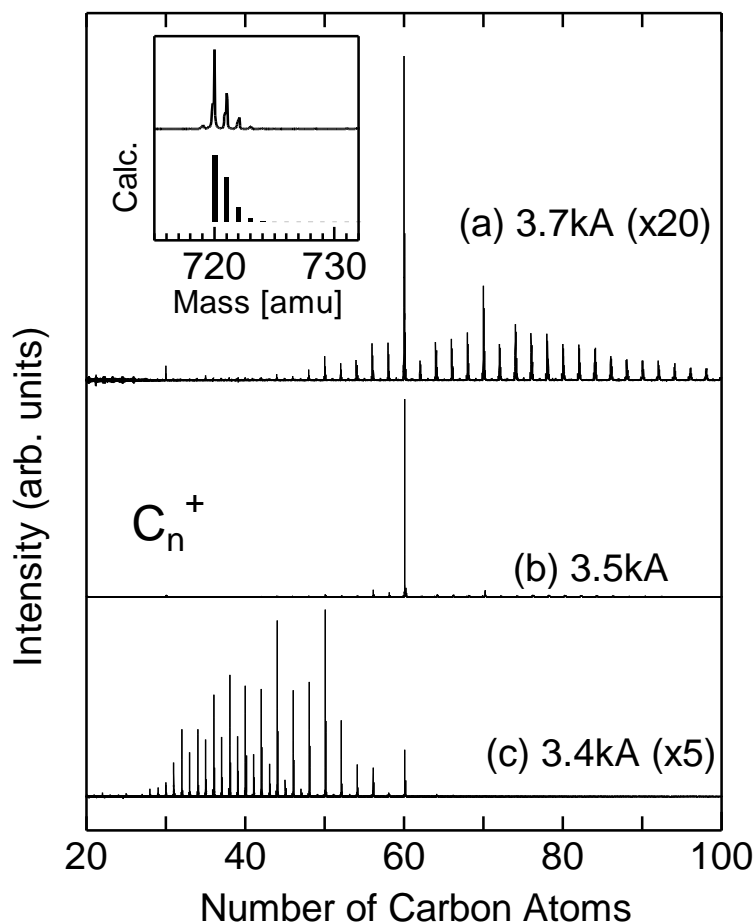 Calc.
720 730
Mass [amu]
(a) 3.7kA (x20)
Intensity (arb. units)
Cn+
(b) 3.5kA
(c) 3.4kA (x5)
20 40 60 80 100
Number of Carbon Atoms